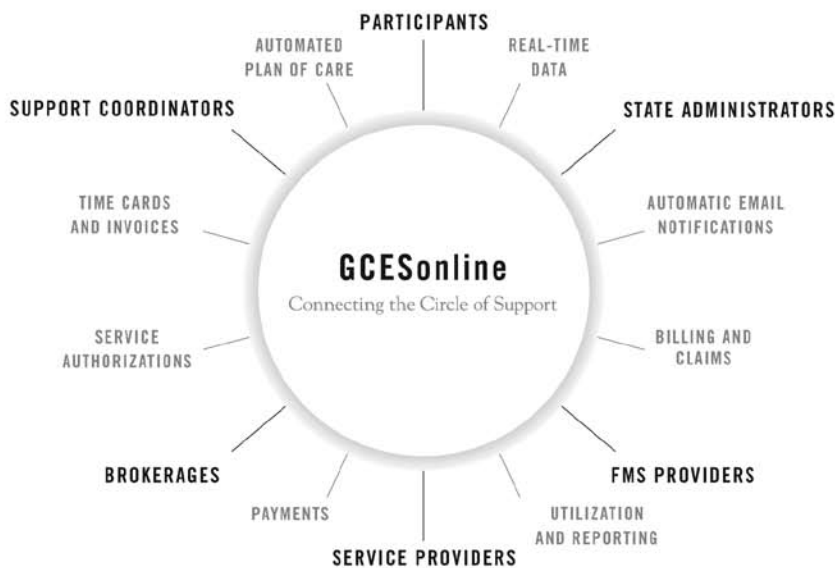 PARTICIPANTS
AUTOMATED
PLAN OF CARE
REAL-TIME
DATA
SUPPORT COORDINATORS
STATE ADMINISTRATORS
TIME CARDS
AND INVOICES
AUTOMATIC EMAIL
NOTIFICATIONS
GCESonline
Connecting the Circle of Support
SERVICE
AUTHORIZATIONS
BILLING AND
CLAIMS
BROKERAGES
FMS PROVIDERS
PAYMENTS
UTILIZATION
AND REPORTING
SERVICE PROVIDERS